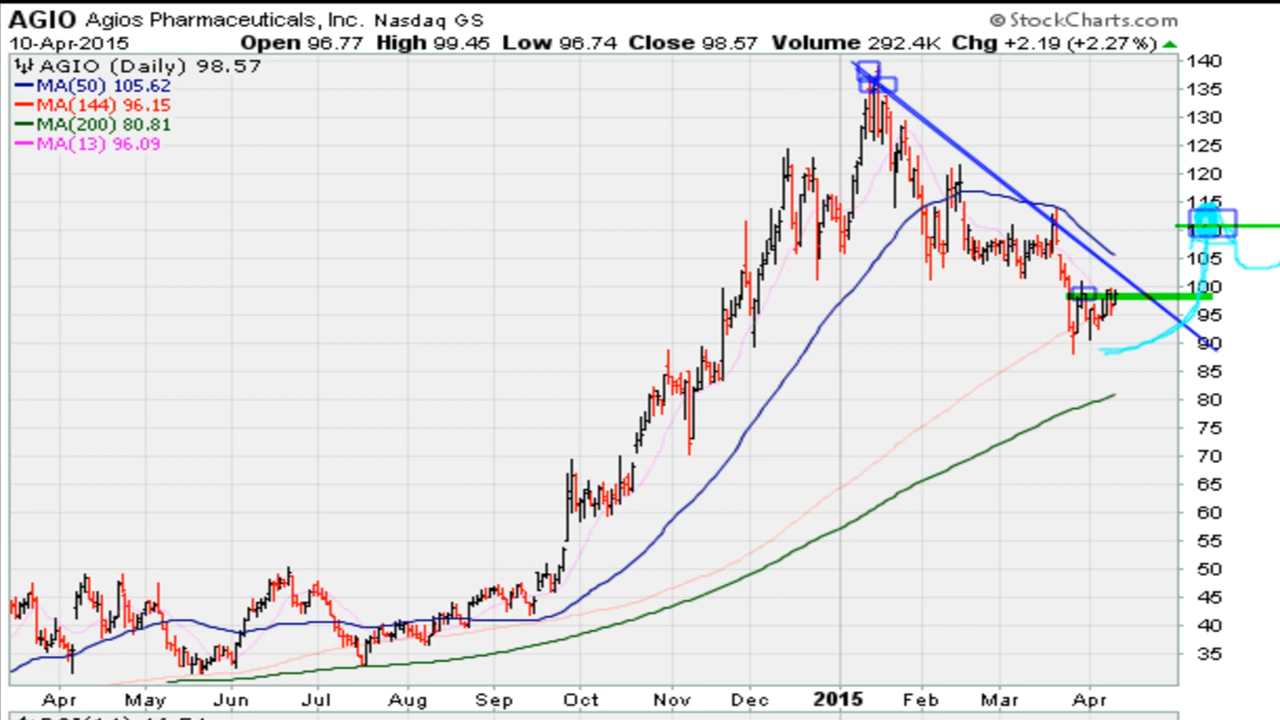 AGIO Agios Pharmaceuticals, Inc. Nasdaq GS © StockCharts.com
10-Apr-2015 Open 96.77 High 99.45 Low 96.74 Close 98.57 Volume 292.4K Chg +2.19 (+2.27%)
AGIO (Daily) 98.57
MA(50) 105.62
MA(144) 96.15
MA(200) 80.81
MA(13) 96.09
140
135
130
125
120
115
105
100
95
90
85
80
75
70
65
60
55
50
45
40
35
Apr May Jun Jul Aug Sep Oct Nov Dec 2015 Feb Mar Apr